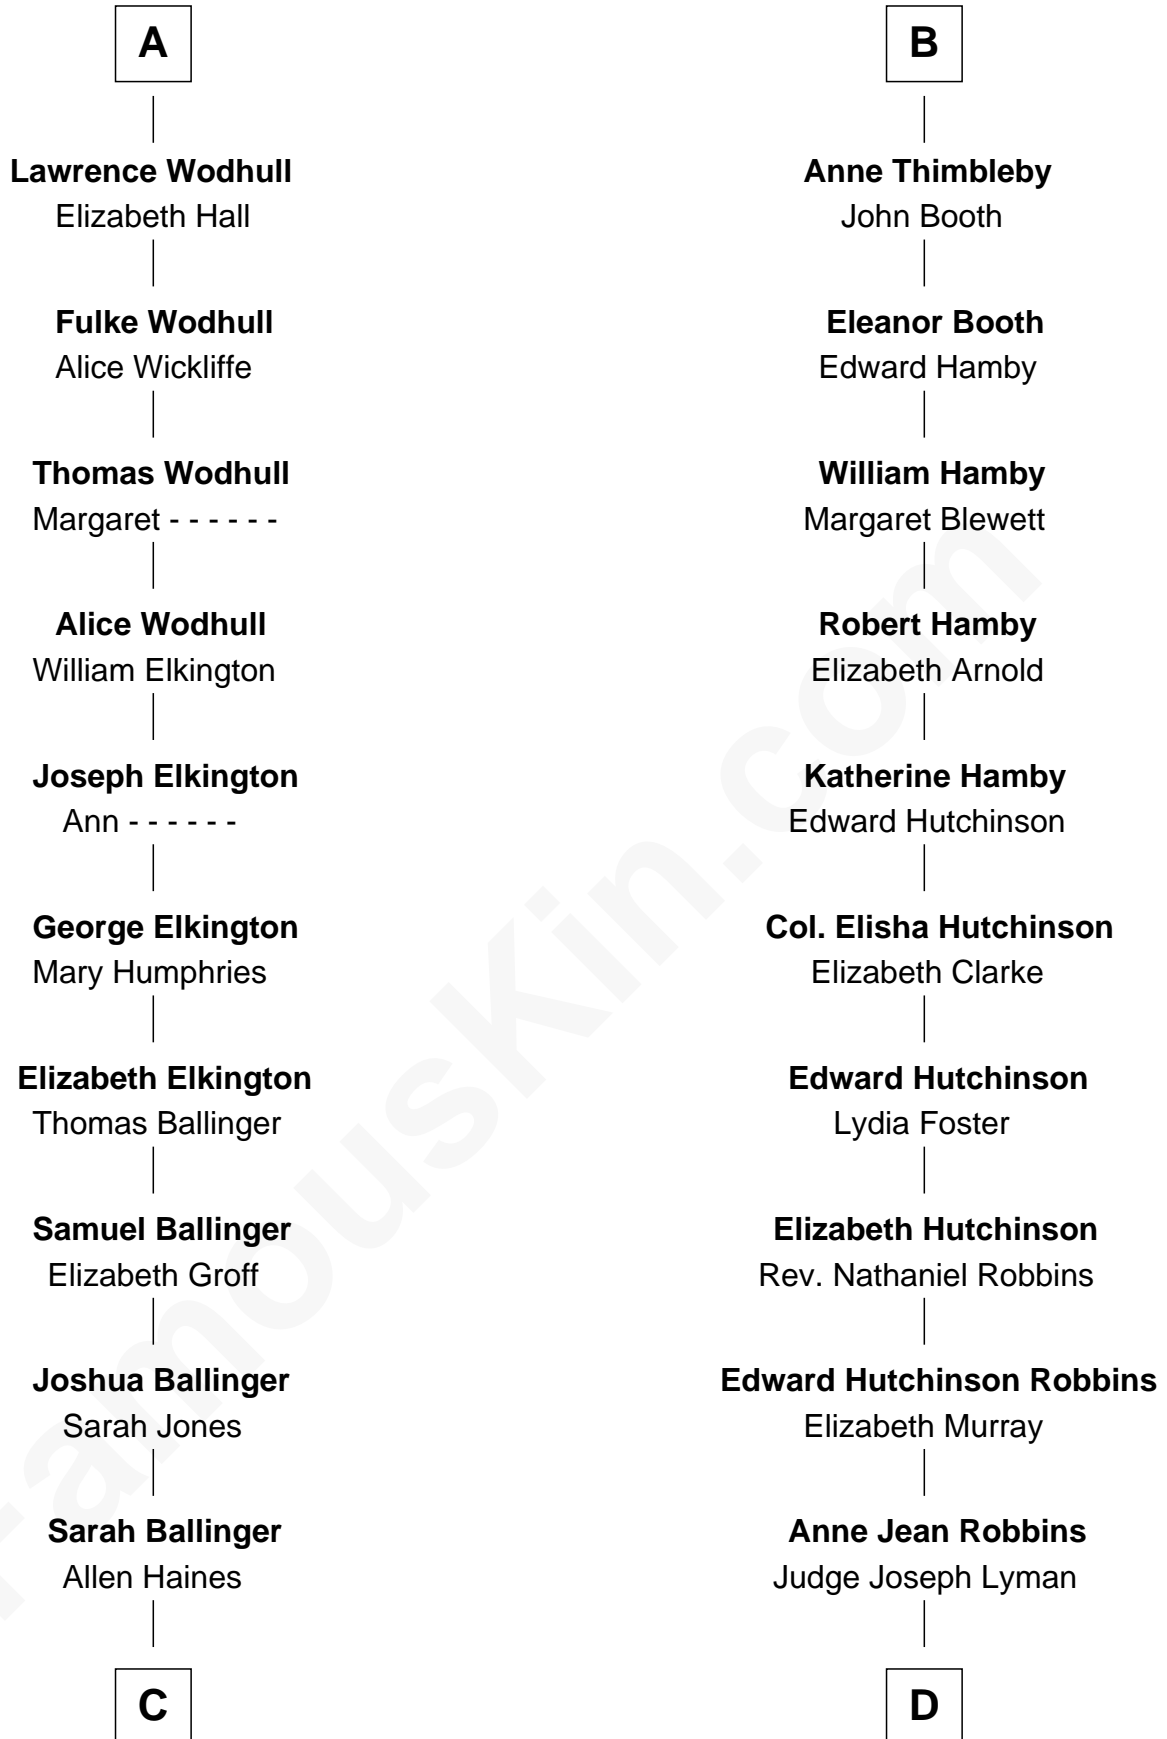 A
Lawrence Wodhull
Elizabeth Hall
Fulke Wodhull
Alice Wickliffe
Thomas Wodhull
Margaret - - - - - -
Alice Wodhull
William Elkington
Joseph Elkington
Ann - - - - - -
George Elkington
Mary Humphries
Elizabeth Elkington
Thomas Ballinger
Samuel Ballinger
Elizabeth Groff
Joshua Ballinger
Sarah Jones
Sarah Ballinger
Allen Haines
C
B
Anne Thimbleby
John Booth
Eleanor Booth
Edward Hamby
William Hamby
Margaret Blewett
Robert Hamby
Elizabeth Arnold
Katherine Hamby
Edward Hutchinson
Col. Elisha Hutchinson
Elizabeth Clarke
Edward Hutchinson
Lydia Foster
Elizabeth Hutchinson
Rev. Nathaniel Robbins
Edward Hutchinson Robbins
Elizabeth Murray
Anne Jean Robbins
Judge Joseph Lyman
D
FamousKin.com